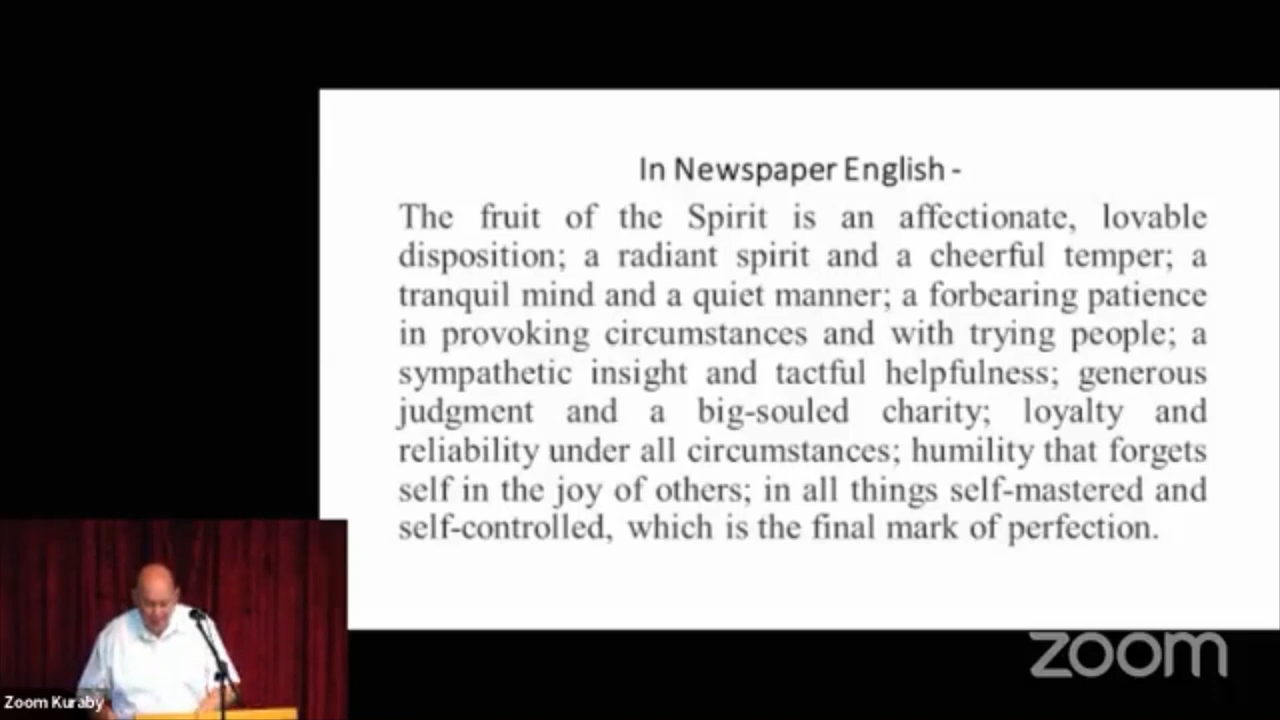 In Newspaper English -
The fruit of the Spirit is an affectionate, lovable
disposition; a radiant spirit and a cheerful temper; a
tranquil mind and a quiet manner; a forbearing patience
in provoking circumstances and with trying people; a
sympathetic insight and tactful helpfulness; generous
judgment and a big-souled charity; loyalty and
reliability under all circumstances; humility that forgets
self in the joy of others; in all things self-mastered and
self-controlled, which is the final mark of perfection.
zoom
Zoom Kuraby